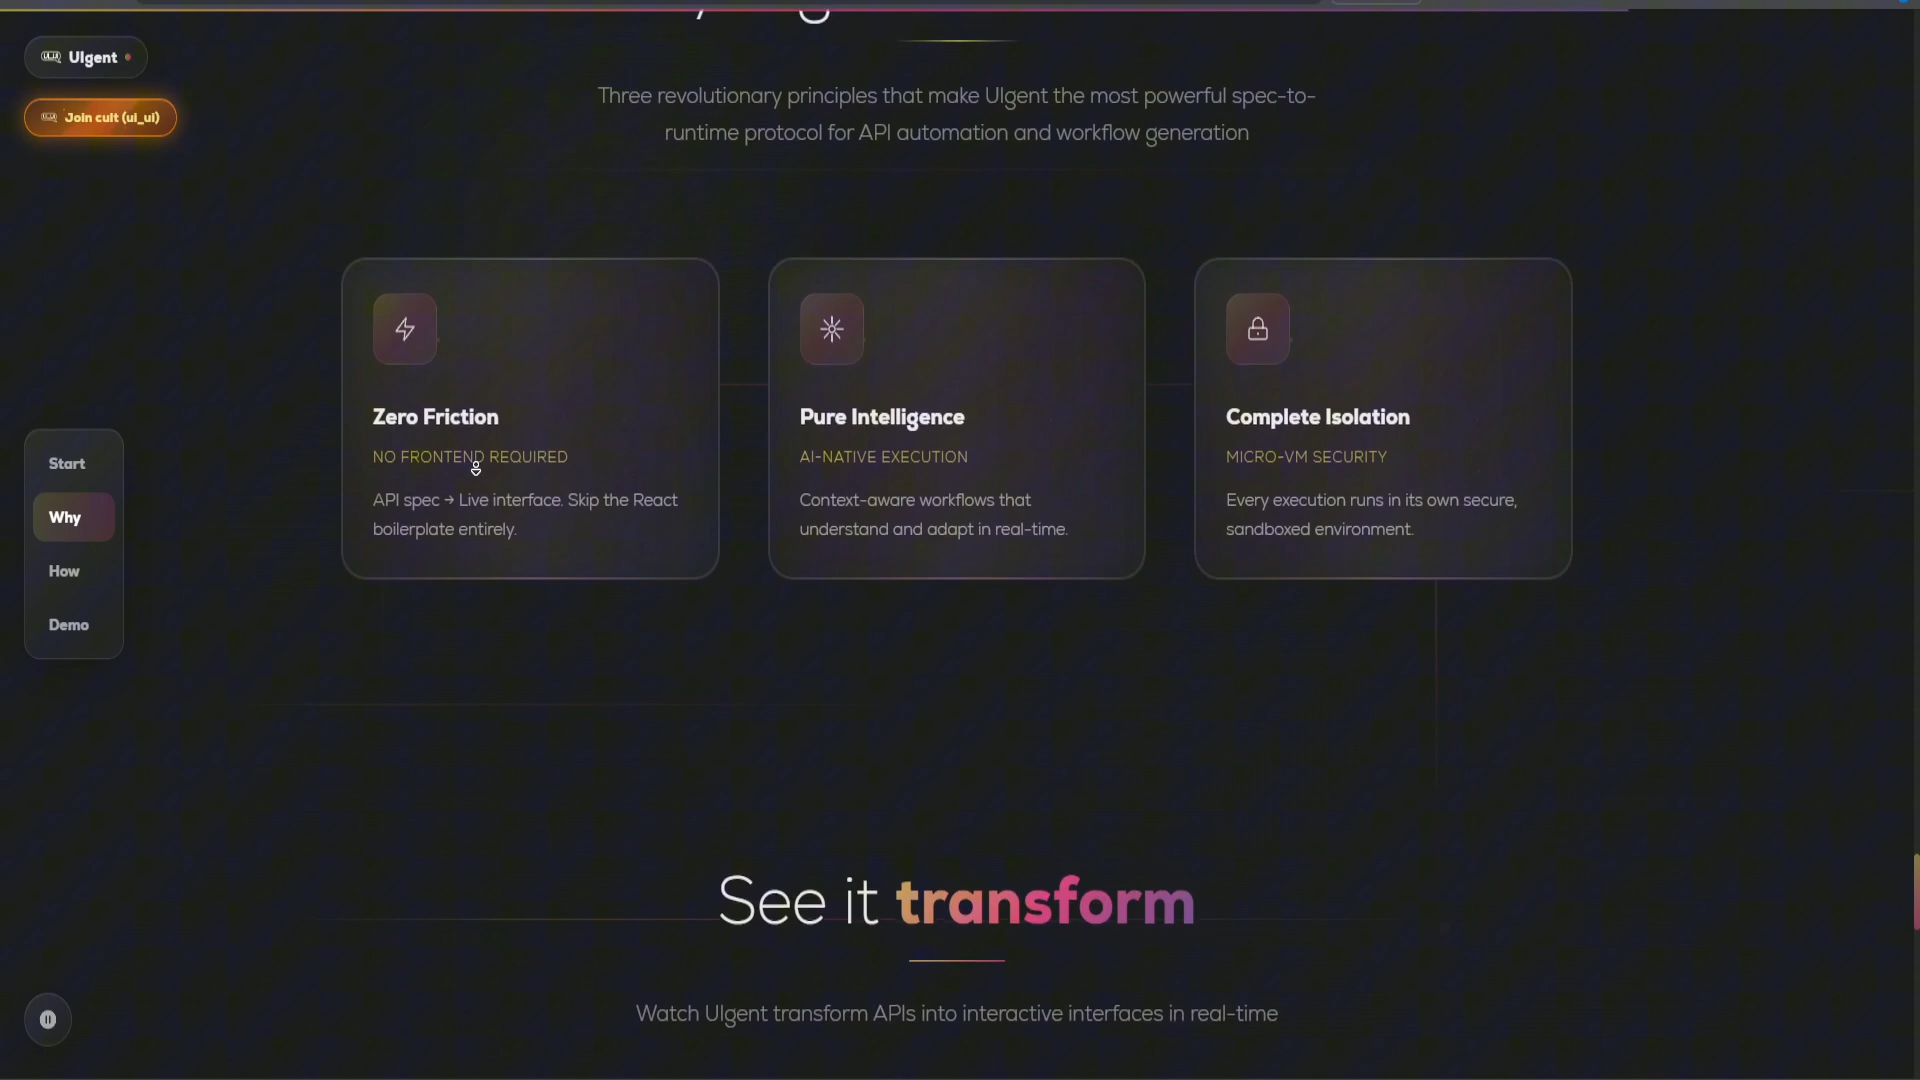 UIgent
Join cult (ui_ui)
Three revolutionary principles that make UIgent the most powerful spec-to-
runtime protocol for API automation and workflow generation
Zero Friction
NO FRONTEND REQUIRED
API spec → Live interface. Skip the React
boilerplate entirely.
Pure Intelligence
AI-NATIVE EXECUTION
Context-aware workflows that
understand and adapt in real-time.
Complete Isolation
MICRO-VM SECURITY
Every execution runs in its own secure,
sandboxed environment.
Start
Why
How
Demo
See it transform
Watch UIgent transform APIs into interactive interfaces in real-time